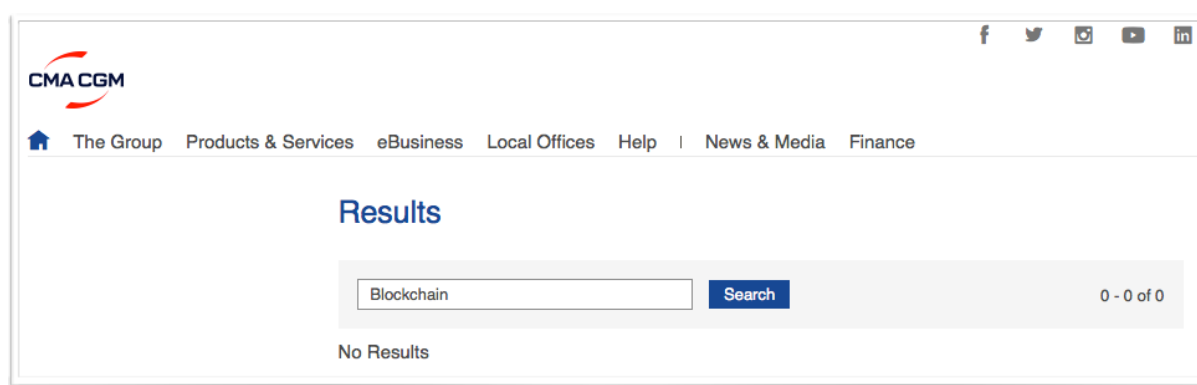 CMA CGM
The Group Products & Services eBusiness Local Offices Help | News & Media Finance
Results
Blockchain Search 0 - 0 of 0
No Results